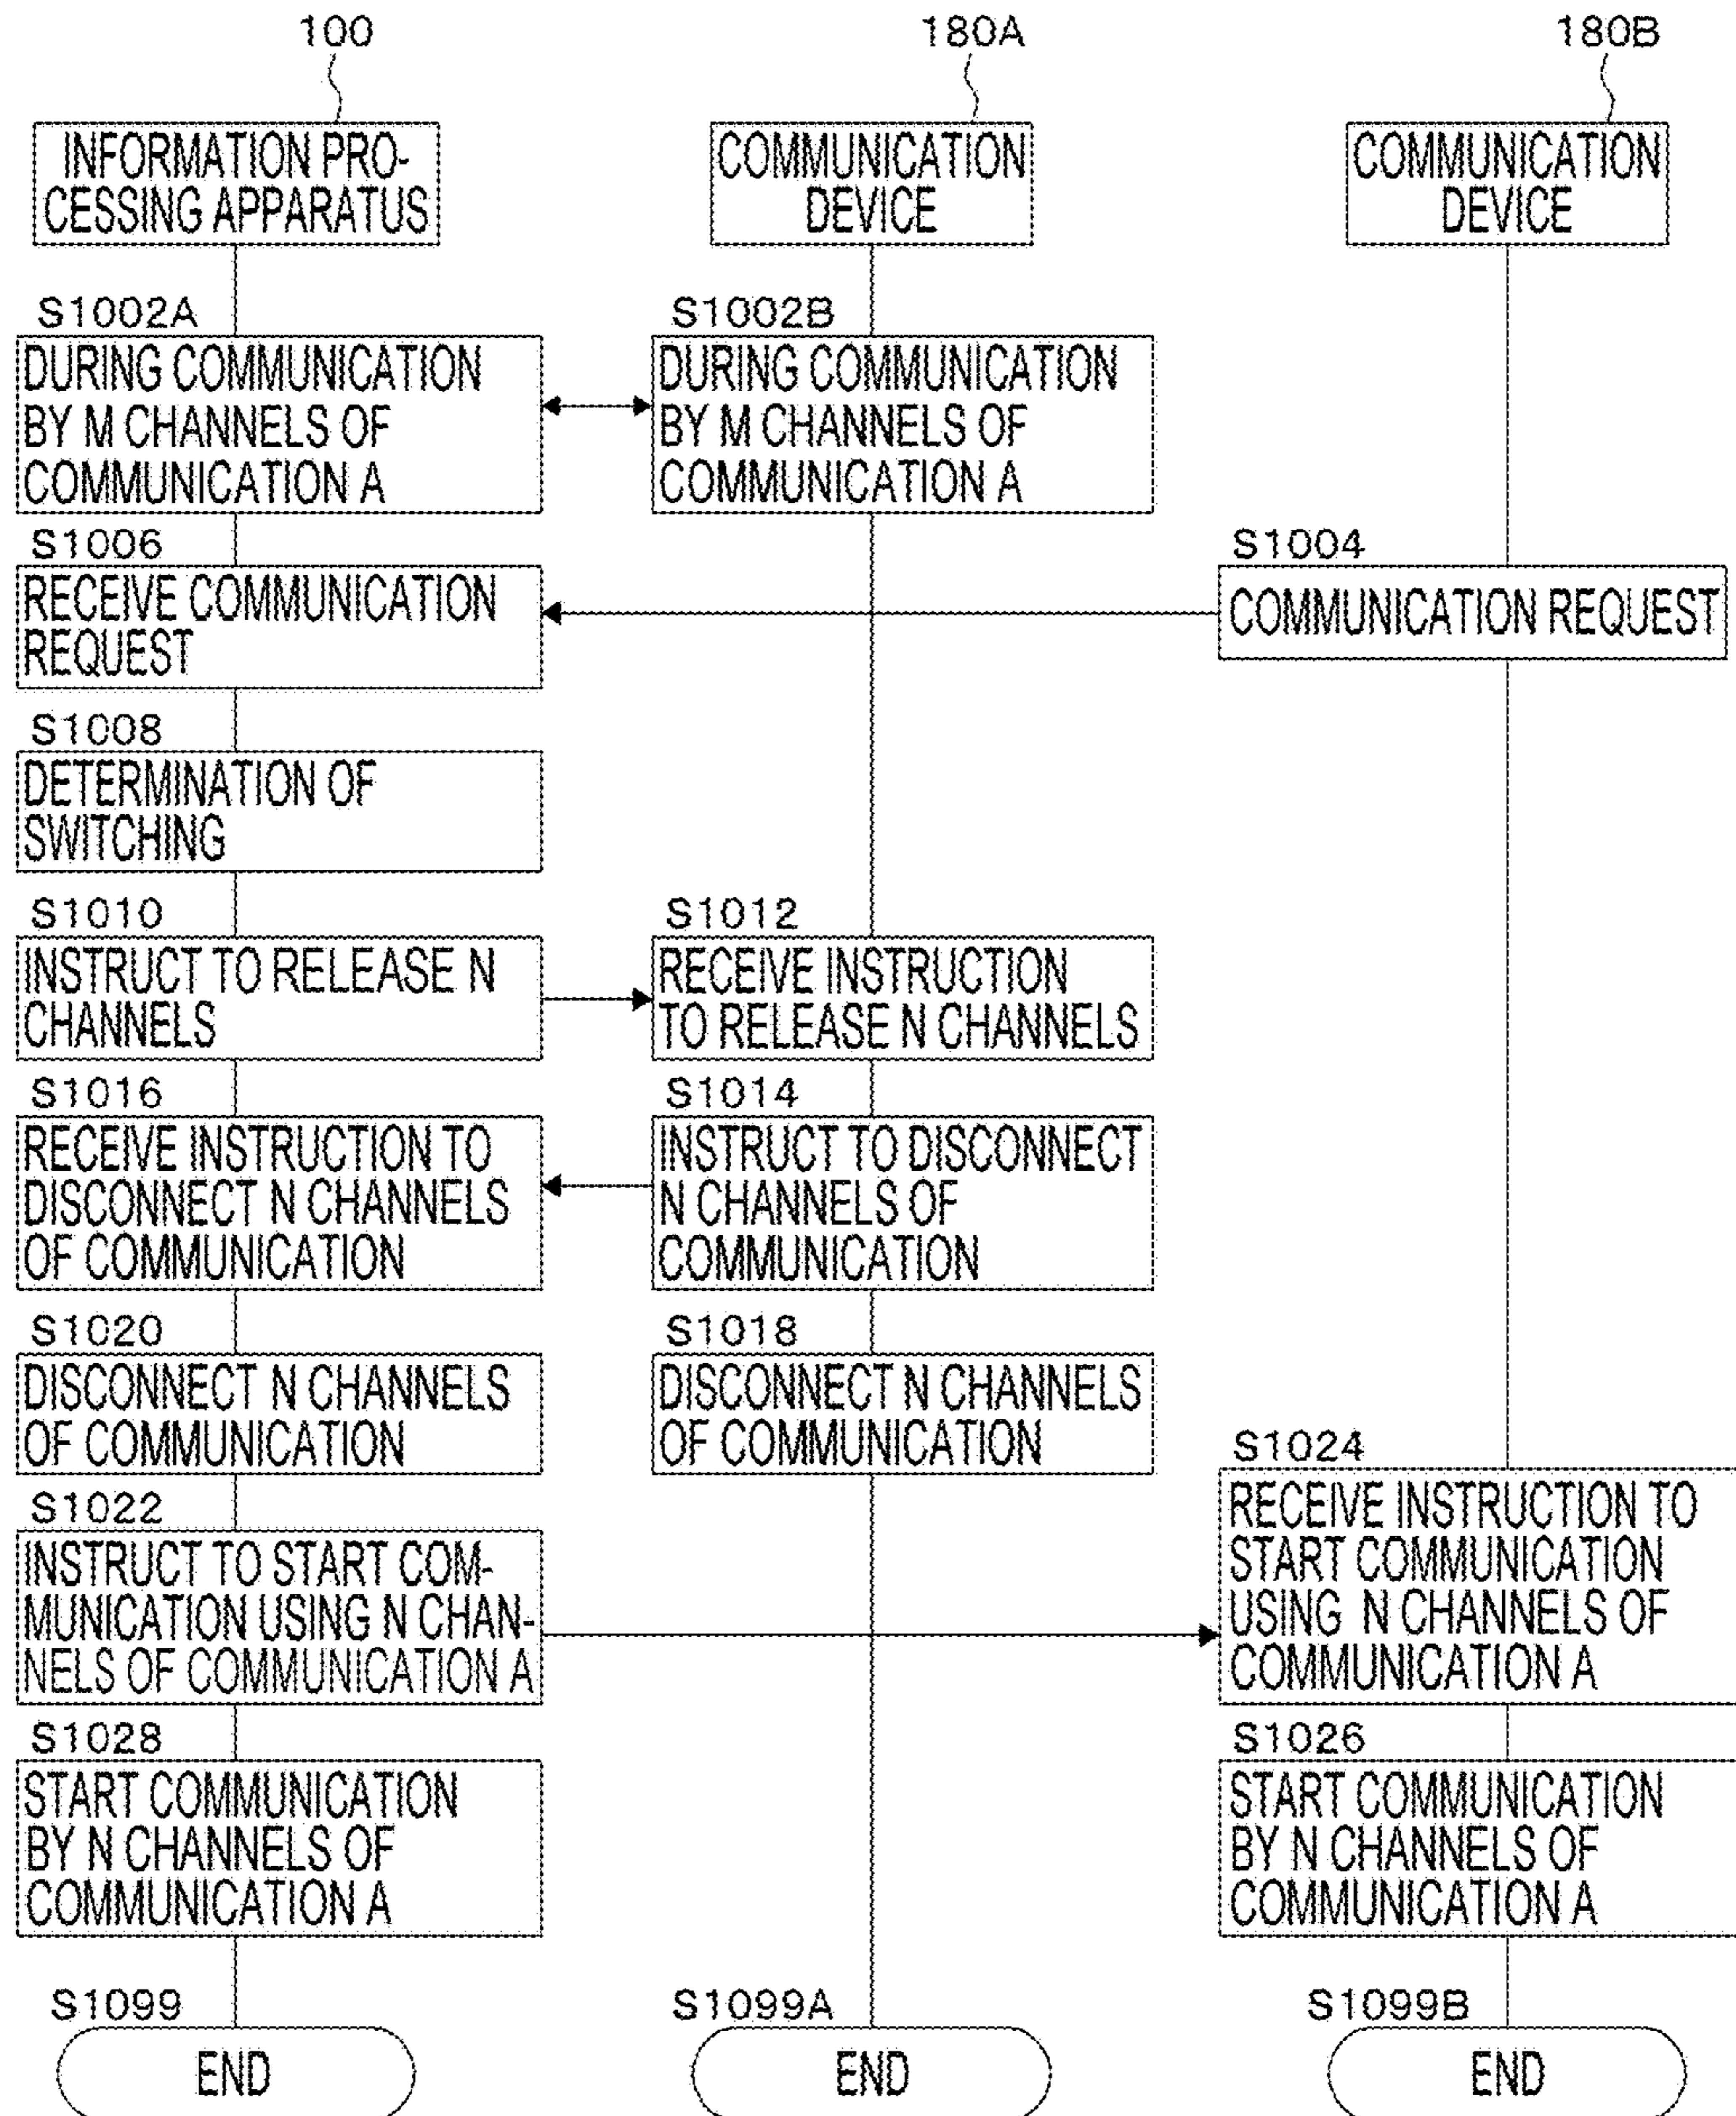 100
180A
180B
INFORMATION PRO-
CESSING APPARATUS
COMMUNICATION
DEVICE
COMMUNICATION
DEVICE
S1002A
DURING COMMUNICATION
BY M CHANNELS OF
COMMUNICATION A
S1002B
DURING COMMUNICATION
BY M CHANNELS OF
COMMUNICATION A
S1006
RECEIVE COMMUNICATION
REQUEST
S1004
COMMUNICATION REQUEST
S1008
DETERMINATION OF
SWITCHING
S1010
INSTRUCT TO RELEASE N
CHANNELS
S1012
RECEIVE INSTRUCTION
TO RELEASE N CHANNELS
S1016
RECEIVE INSTRUCTION TO
DISCONNECT N CHANNELS
OF COMMUNICATION
S1014
INSTRUCT TO DISCONNECT
N CHANNELS OF
COMMUNICATION
S1020
DISCONNECT N CHANNELS
OF COMMUNICATION
S1018
DISCONNECT N CHANNELS
OF COMMUNICATION
S1022
INSTRUCT TO START COM-
MUNICATION USING N CHAN-
NELS OF COMMUNICATION A
S1024
RECEIVE INSTRUCTION TO
START COMMUNICATION
USING N CHANNELS OF
COMMUNICATION A
S1028
START COMMUNICATION
BY N CHANNELS OF
COMMUNICATION A
S1026
START COMMUNICATION
BY N CHANNELS OF
COMMUNICATION A
S1099
END
S1099A
END
S1099B
END